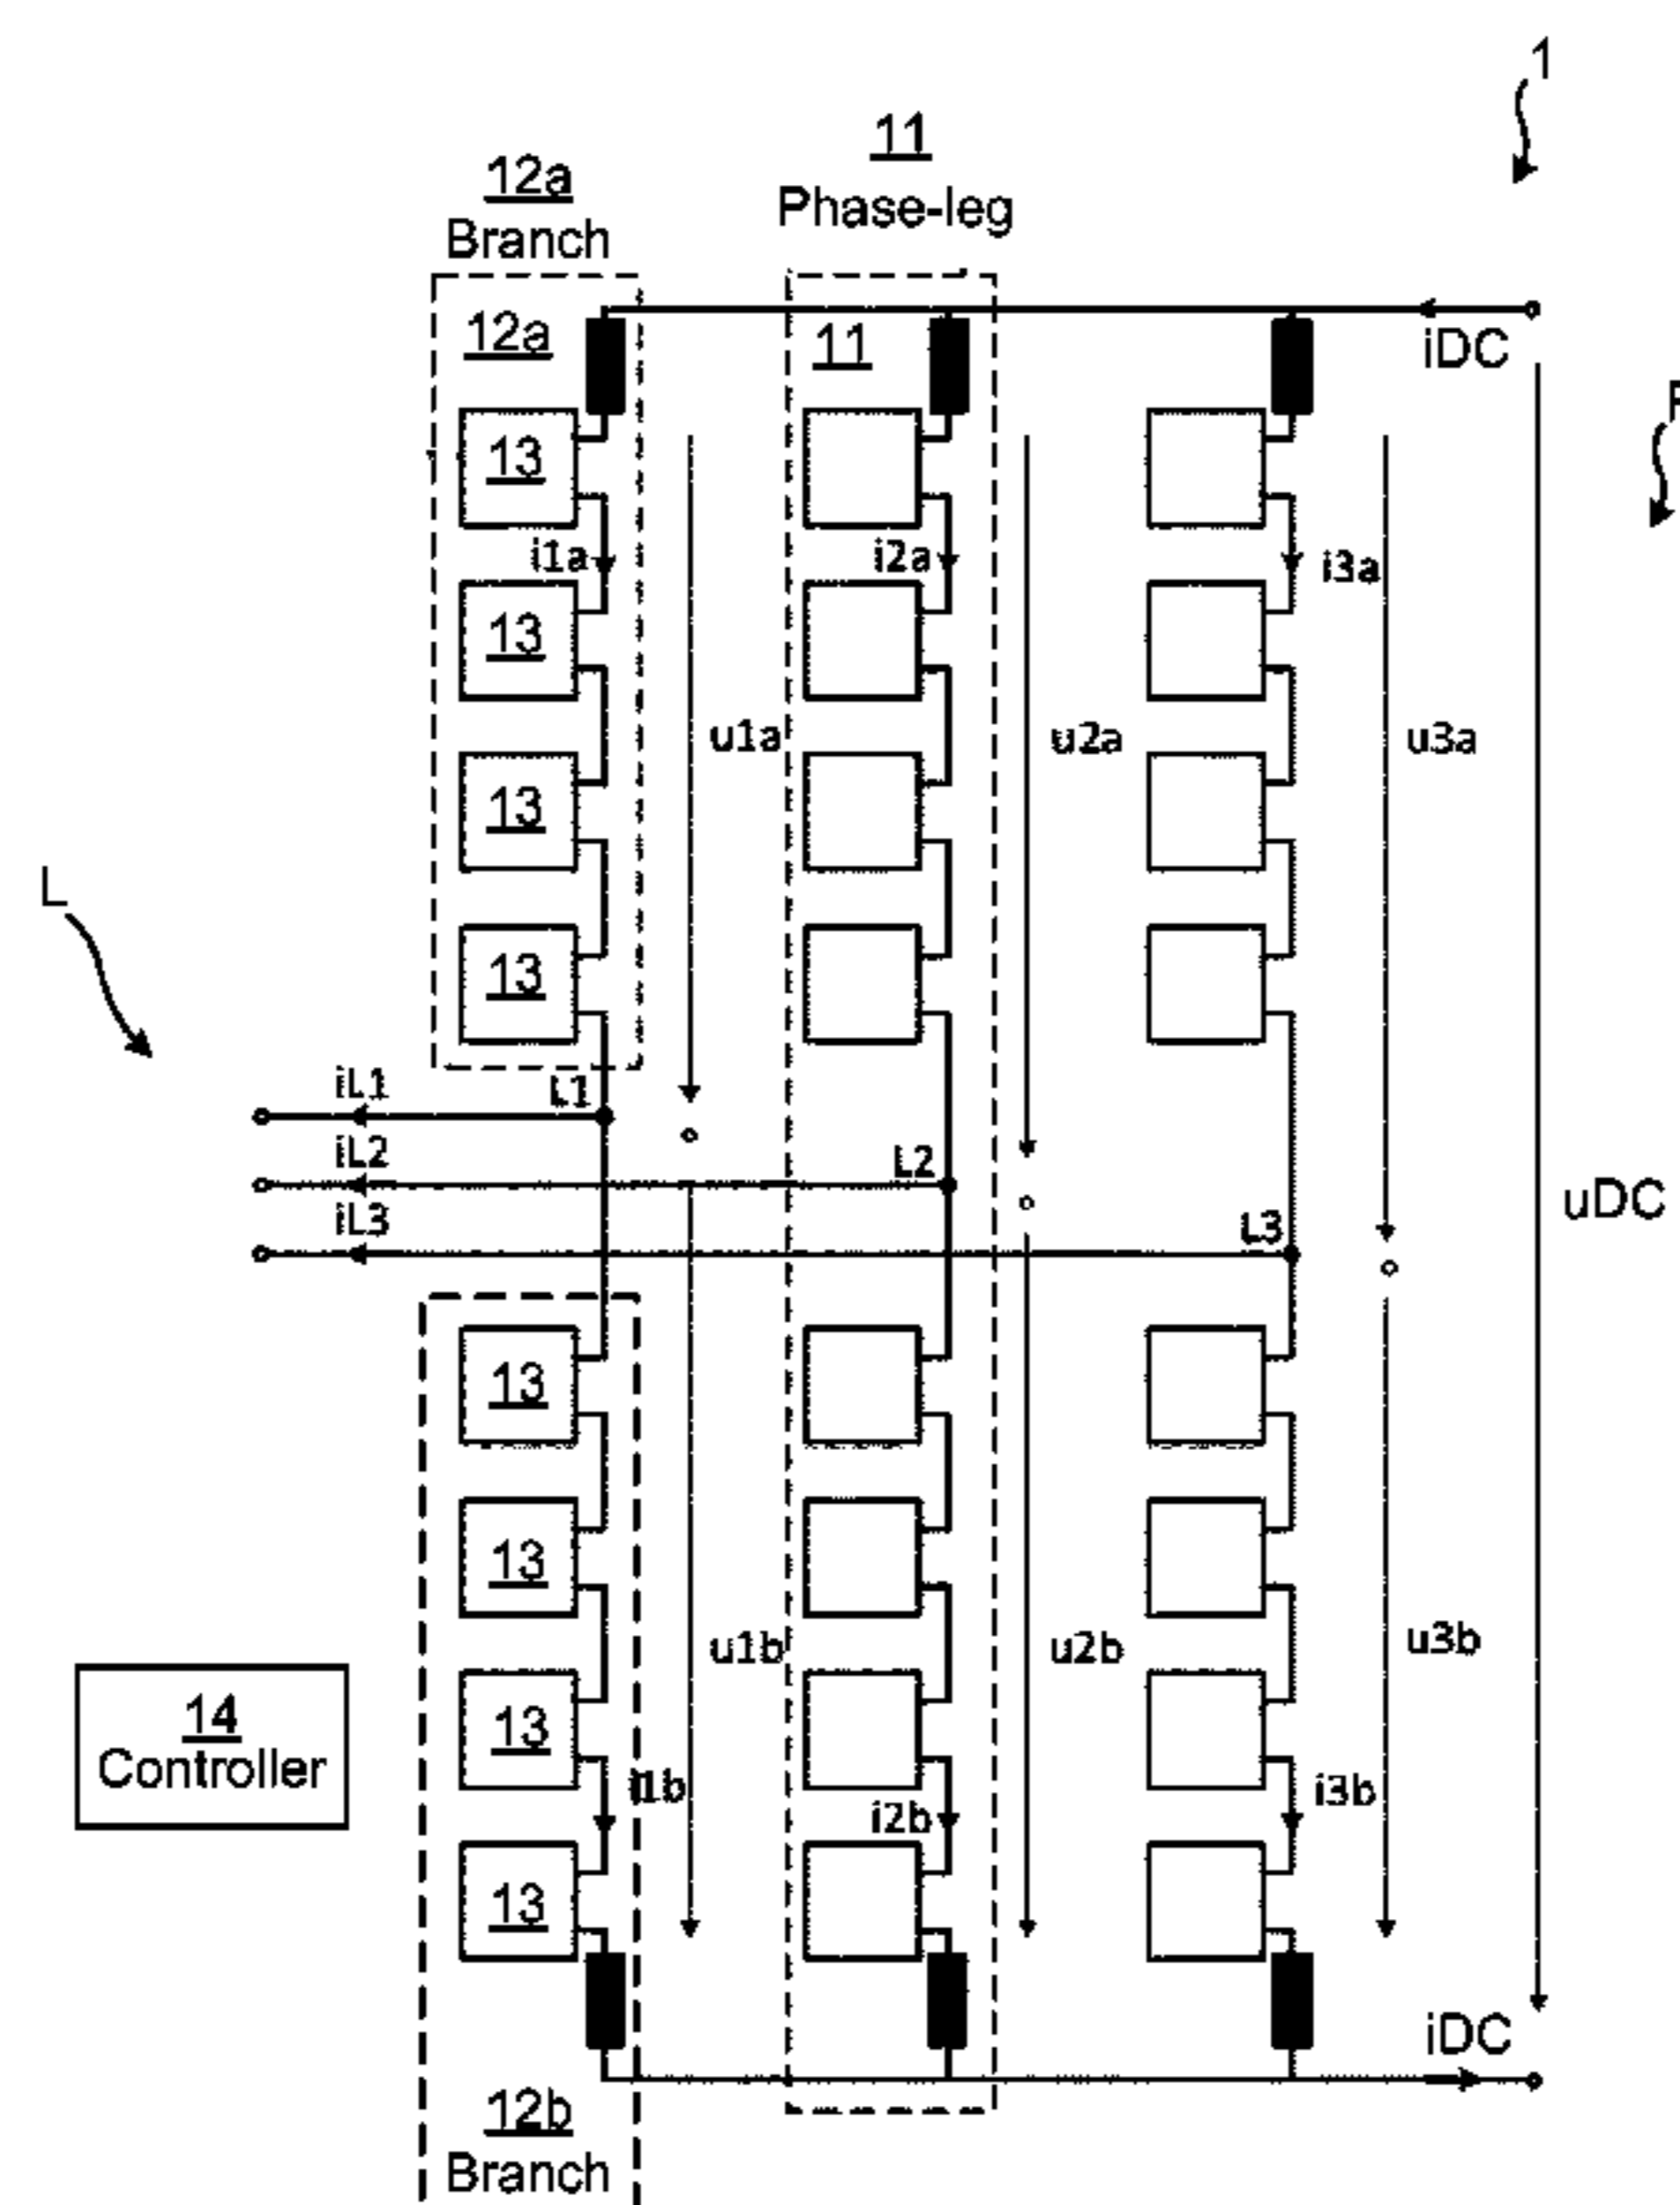 1
11
12a
Phase-leg
Branch
12a
11
iDC
13
i1a
i2a
i3a
13
u1a
u2a
u3a
13
L
13
iL1
L1
iL2
L2
iL3
L3
uDC
13
13
u1b
u2b
u3b
14
Controller
13
i1b
i2b
i3b
13
iDC
12b
Branch